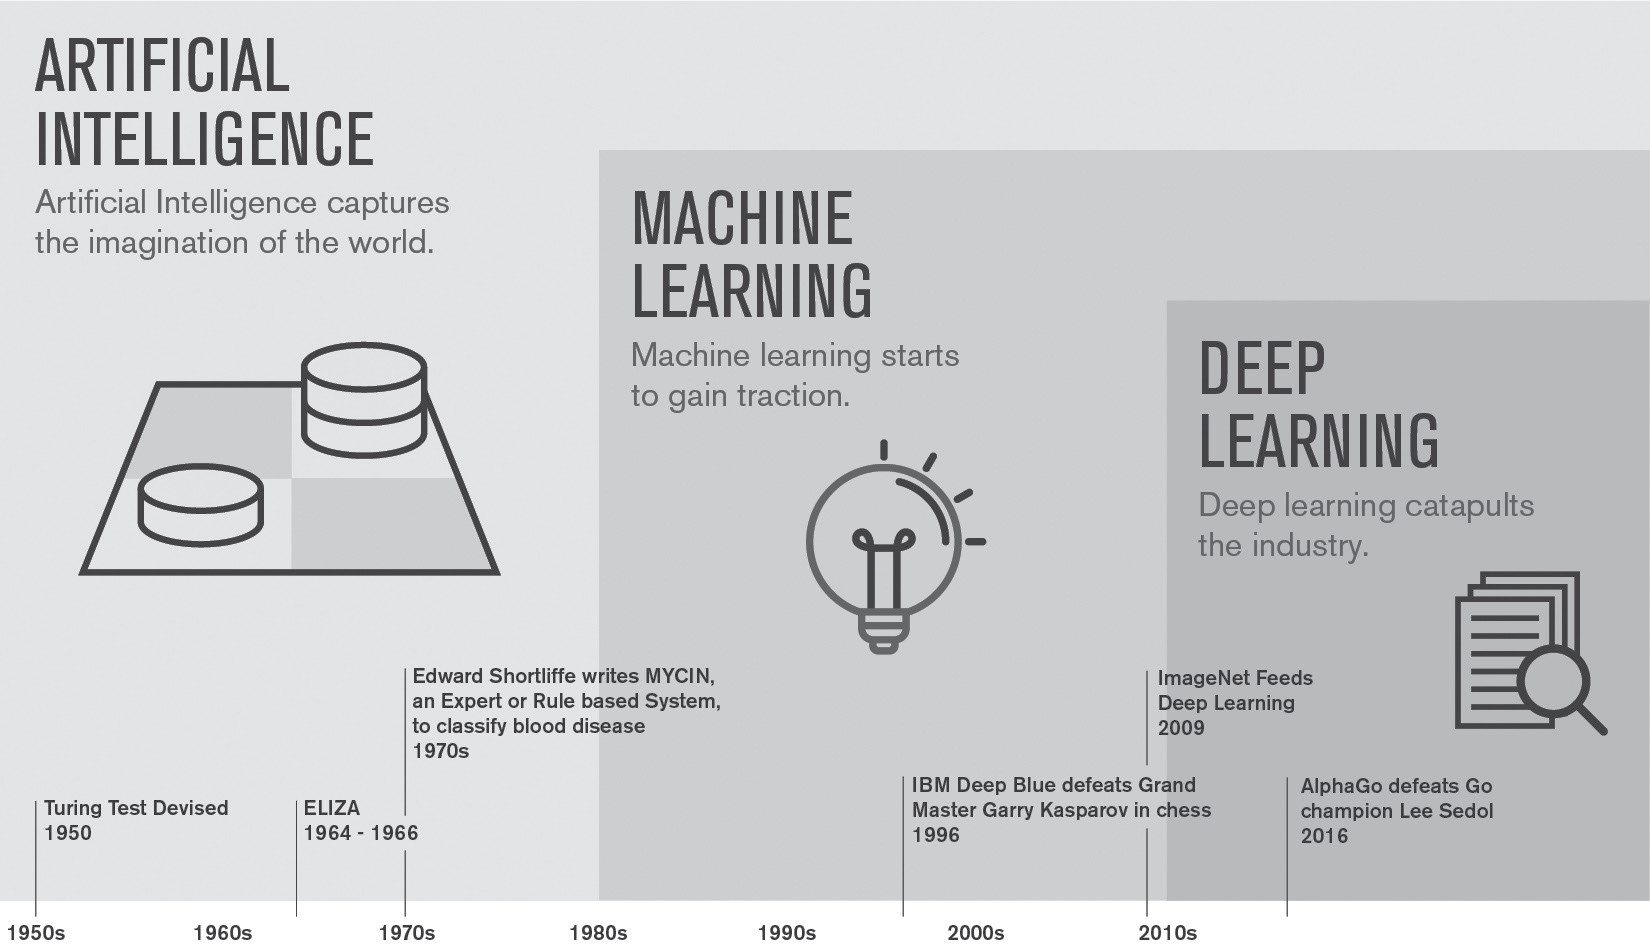 ARTIFICIAL
INTELLIGENCE
Artificial Intelligence captures
the imagination of the world.
MACHINE
LEARNING
Machine learning starts
to gain traction.
DEEP
LEARNING
Deep learning catapults
the industry.
Turing Test Devised
1950
ELIZA
1964 - 1966
Edward Shortliffe writes MYCIN,
an Expert or Rule based System,
to classify blood disease
1970s
IBM Deep Blue defeats Grand
Master Garry Kasparov in chess
1996
ImageNet Feeds
Deep Learning
2009
AlphaGo defeats Go
champion Lee Sedol
2016
1950s 1960s 1970s 1980s 1990s 2000s 2010s